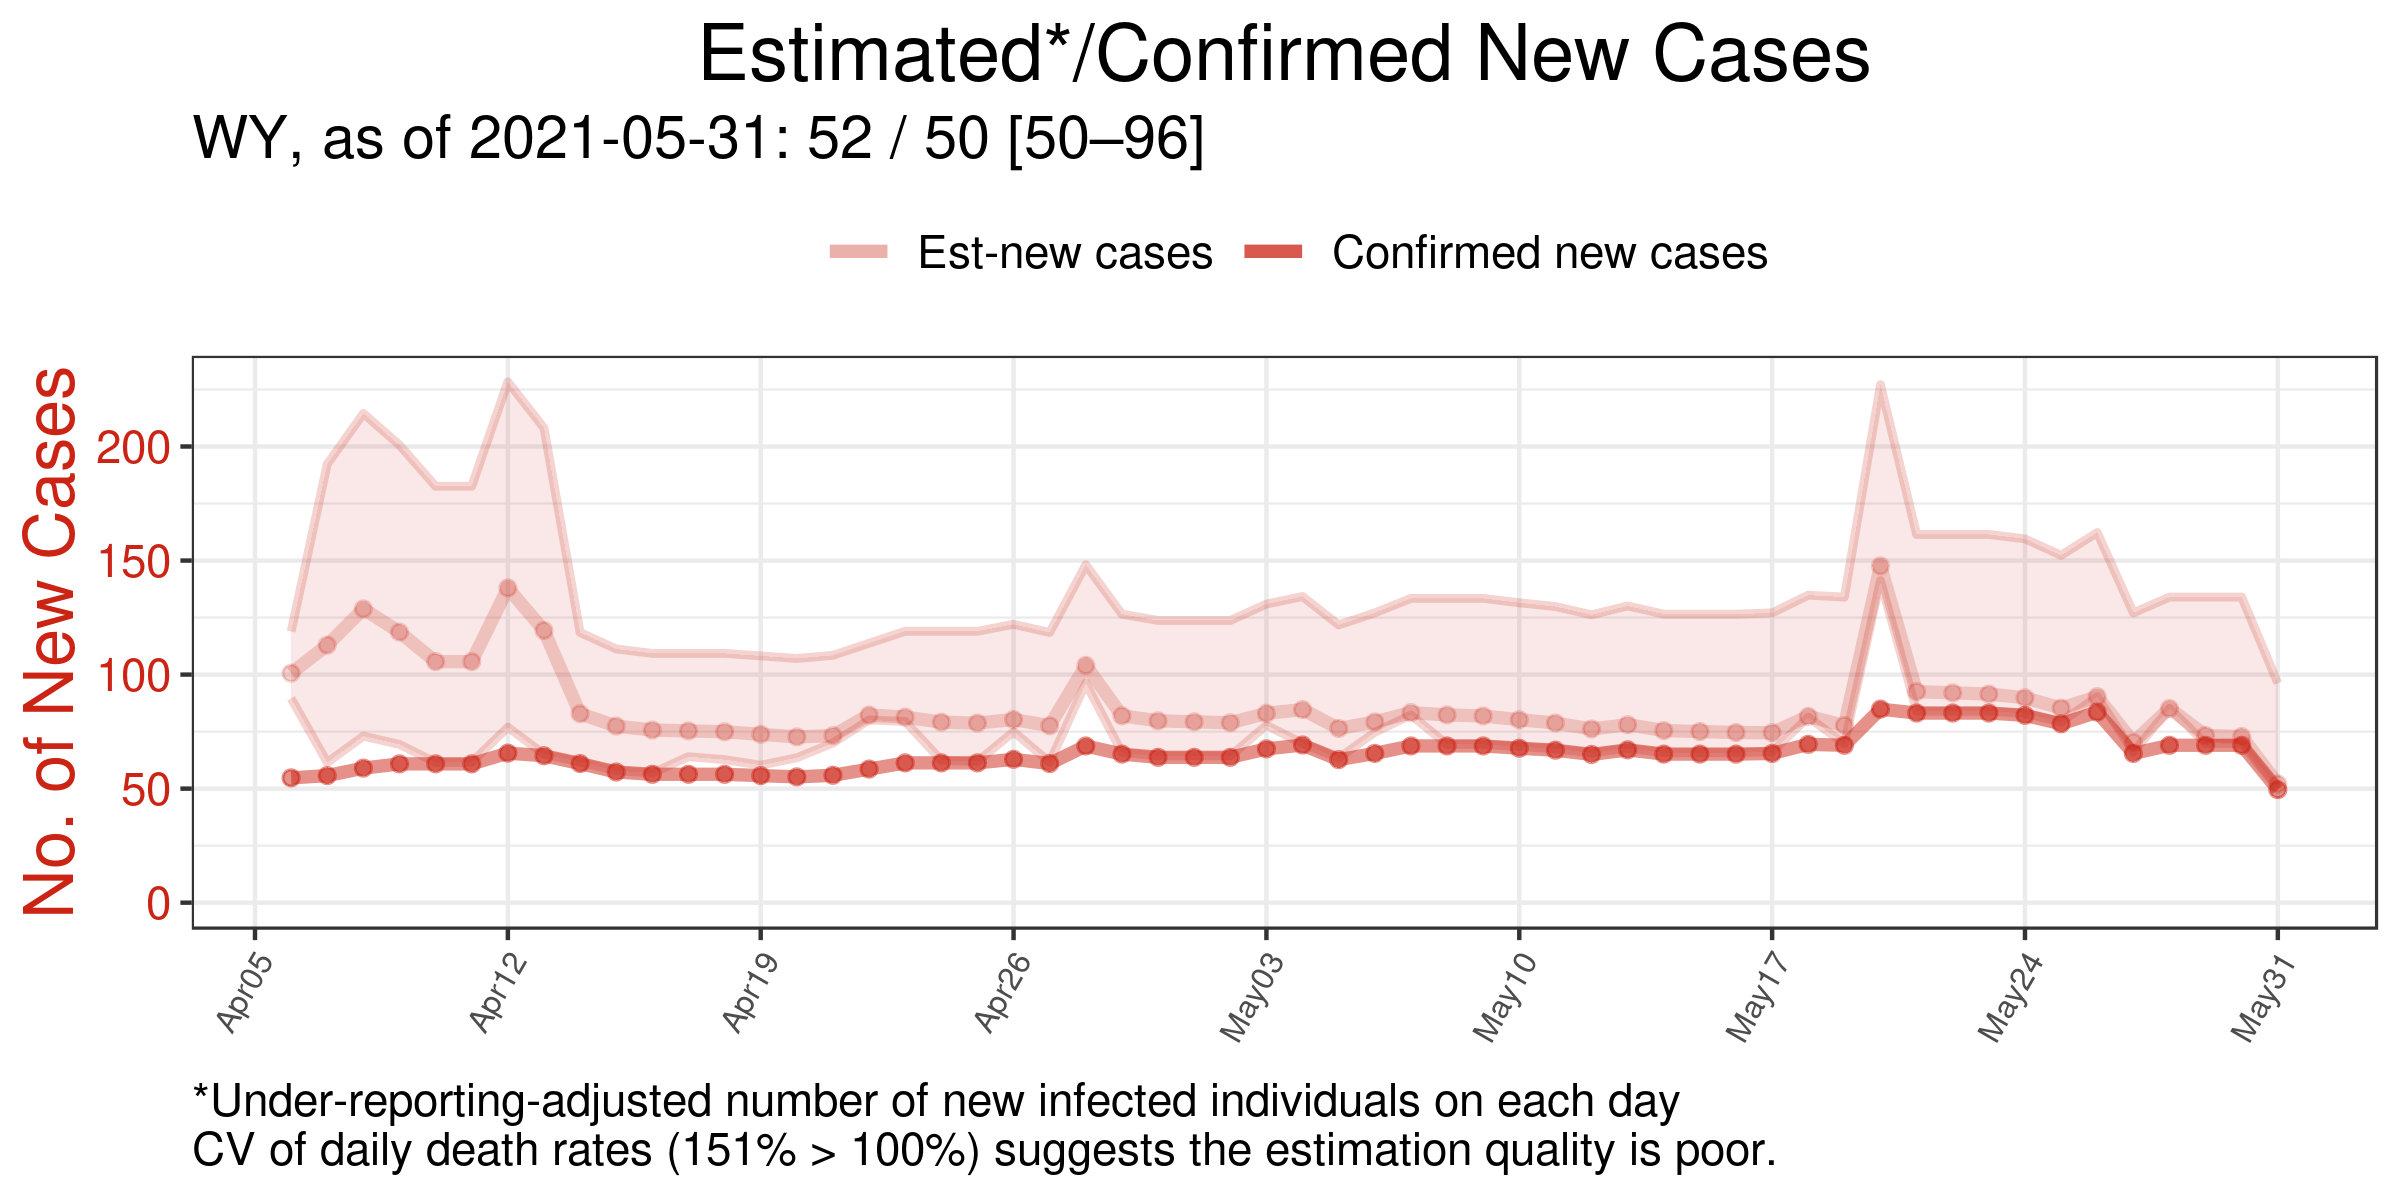 Estimated*/Confirmed New Cases
WY, as of 2021-05-31: 52 / 50 [50–96]
Est-new cases
Confirmed new cases
No. of New Cases
200
150
100
50
0
Apr05
Apr12
Apr19
Apr26
May03
May10
May17
May24
May31
*Under-reporting-adjusted number of new infected individuals on each day
CV of daily death rates (151% > 100%) suggests the estimation quality is poor.